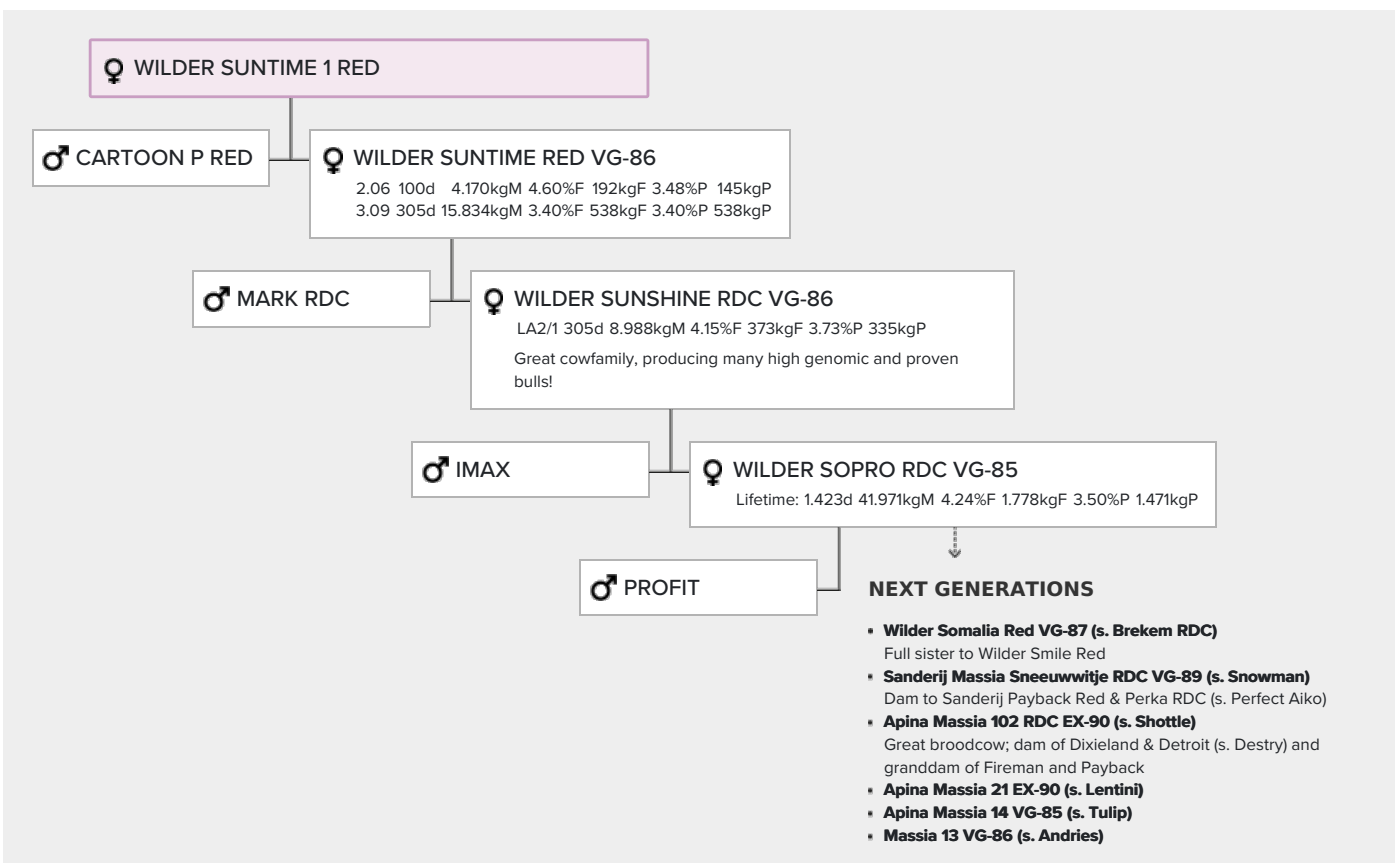 WILDER SUNTIME 1 RED
CARTOON P RED
WILDER SUNTIME RED VG-86
2.06 100d 4.170kgM 4.60%F 192kgF 3.48%P 145kgP
3.09 305d 15.834kgM 3.40%F 538kgF 3.40%P 538kgP
MARK RDC
WILDER SUNSHINE RDC VG-86
LA2/1 305d 8.988kgM 4.15%F 373kgF 3.73%P 335kgP
Great cowfamily, producing many high genomic and proven
bulls!
IMAX
WILDER SOPRO RDC VG-85
Lifetime: 1.423d 41.971kgM 4.24%F 1.778kgF 3.50%P 1.471kgP
PROFIT
NEXT GENERATIONS
Wilder Somalia Red VG-87 (s. Brekem RDC)
Full sister to Wilder Smile Red
Sanderij Massia Sneeuwwitje RDC VG-89 (s. Snowman)
Dam to Sanderij Payback Red & Perka RDC (s. Perfect Aiko)
Apina Massia 102 RDC EX-90 (s. Shottle)
Great broodcow; dam of Dixieland & Detroit (s. Destry) and
granddam of Fireman and Payback
Apina Massia 21 EX-90 (s. Lentini)
Apina Massia 14 VG-85 (s. Tulip)
Massia 13 VG-86 (s. Andries)